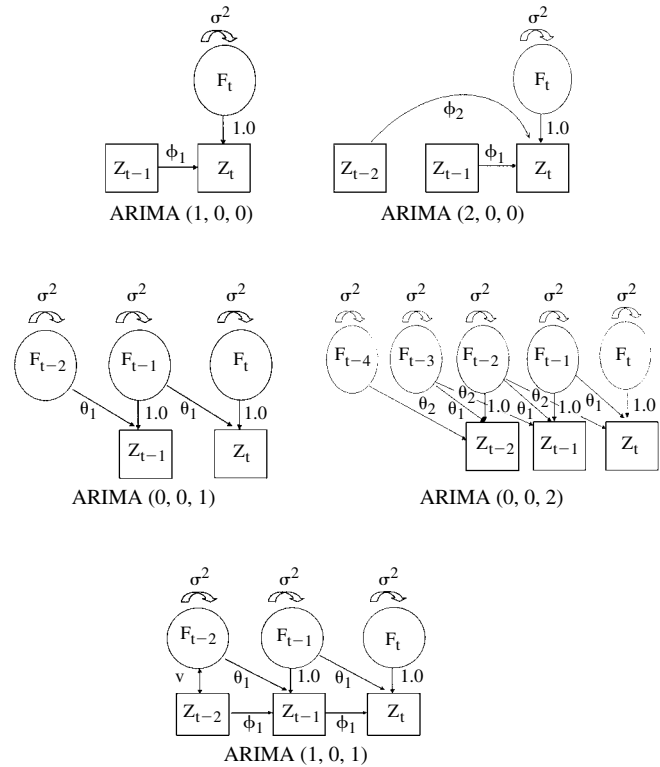 σ² σ²
F_t F_t
1.0 ϕ₂ 1.0
Z_{t−1} ϕ₁ Z_t Z_{t−2} Z_{t−1} ϕ₁ Z_t
ARIMA (1, 0, 0) ARIMA (2, 0, 0)
σ² σ² σ² σ² σ² σ² σ² σ²
F_{t−2} F_{t−1} F_t F_{t−4} F_{t−3} F_{t−2} F_{t−1} F_t
θ₁ 1.0 θ₁ 1.0 θ₂ θ₂ θ₁ 1.0 θ₂ θ₁ 1.0 θ₁ 1.0
Z_{t−1} Z_t Z_{t−2} Z_{t−1} Z_t
ARIMA (0, 0, 1) ARIMA (0, 0, 2)
σ² σ² σ²
F_{t−2} F_{t−1} F_t
v θ₁ 1.0 θ₁ 1.0
Z_{t−2} ϕ₁ Z_{t−1} ϕ₁ Z_t
ARIMA (1, 0, 1)